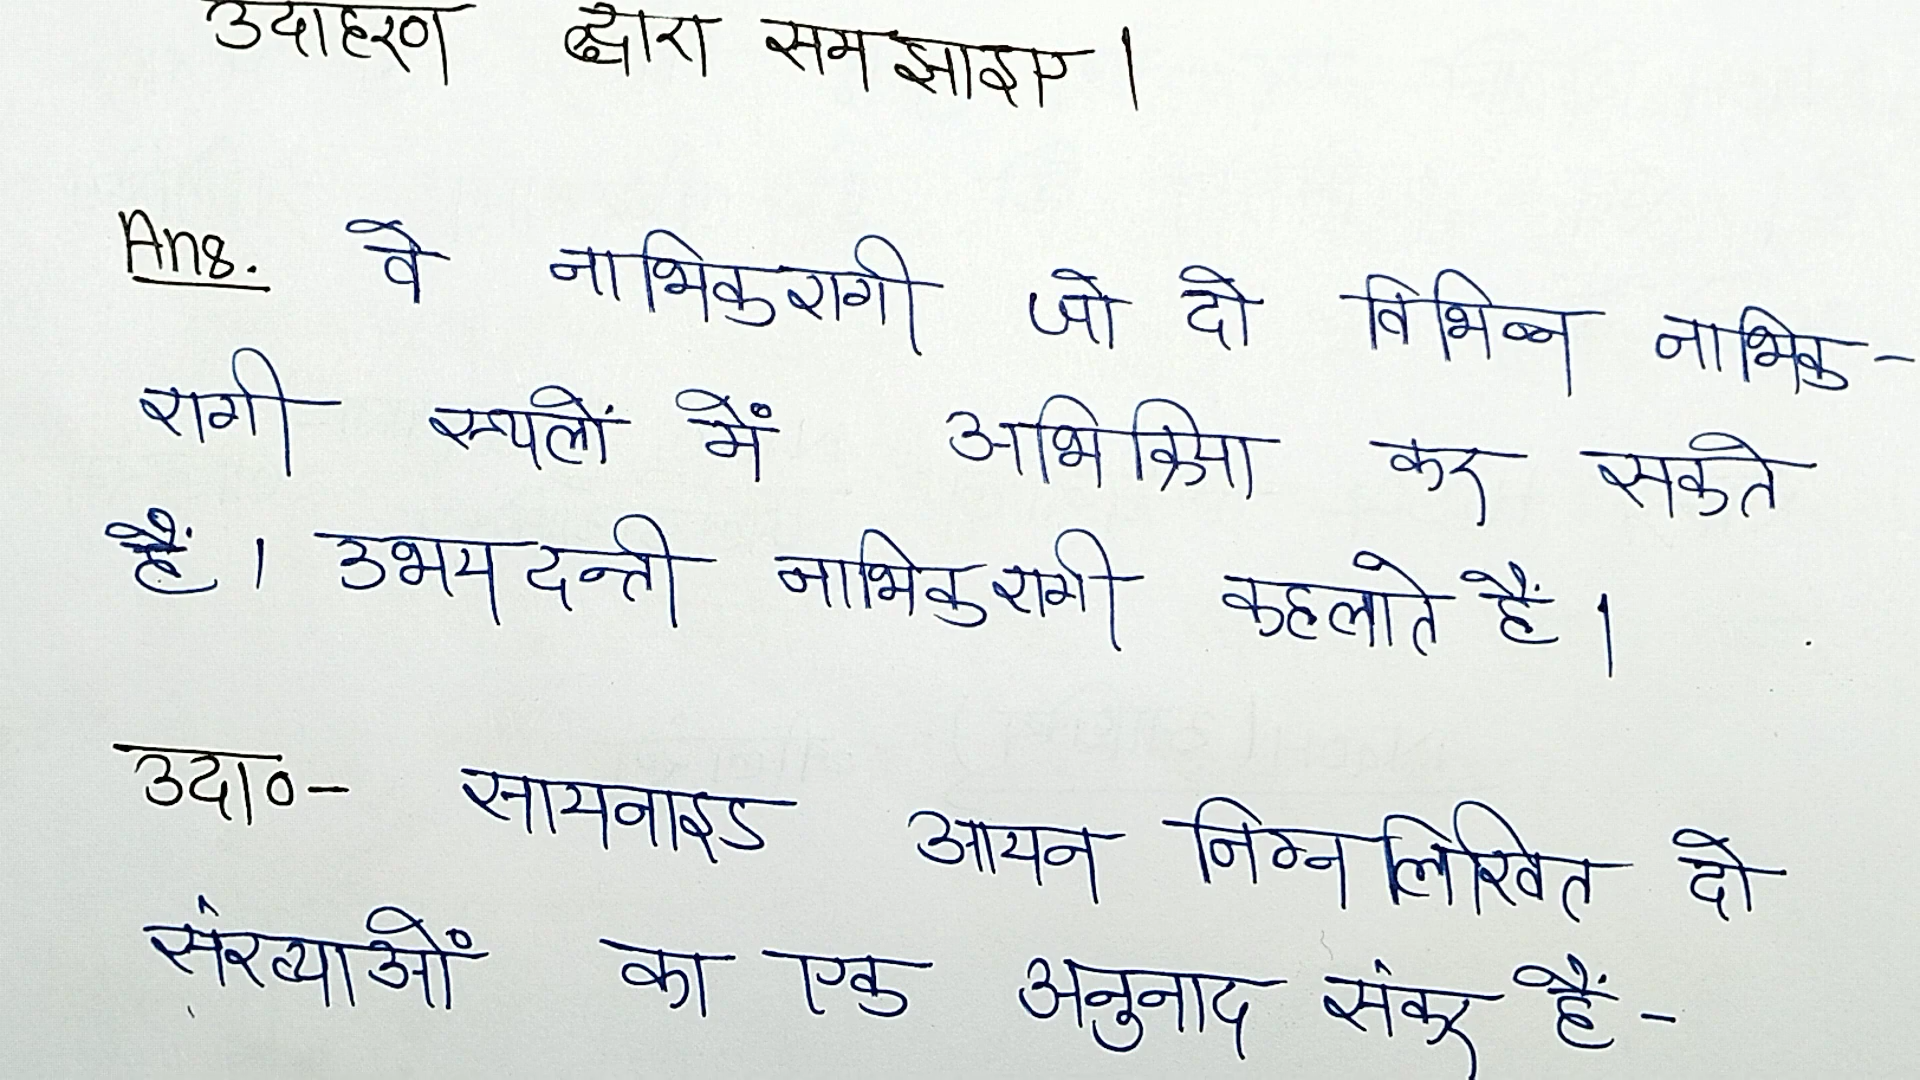 उदाहरण द्वारा समझाइए।
Ans. वे नाभिकरागी जो दो विभिन्न नाभिक-
रागी स्थलों में अभिक्रिया कर सकते
हैं। उभयदन्ती नाभिकरागी कहलाते हैं।
उदा०- सायनाइड आयन निम्नलिखित दो
संरव्याओं का एक अनुनाद संकर हैं-